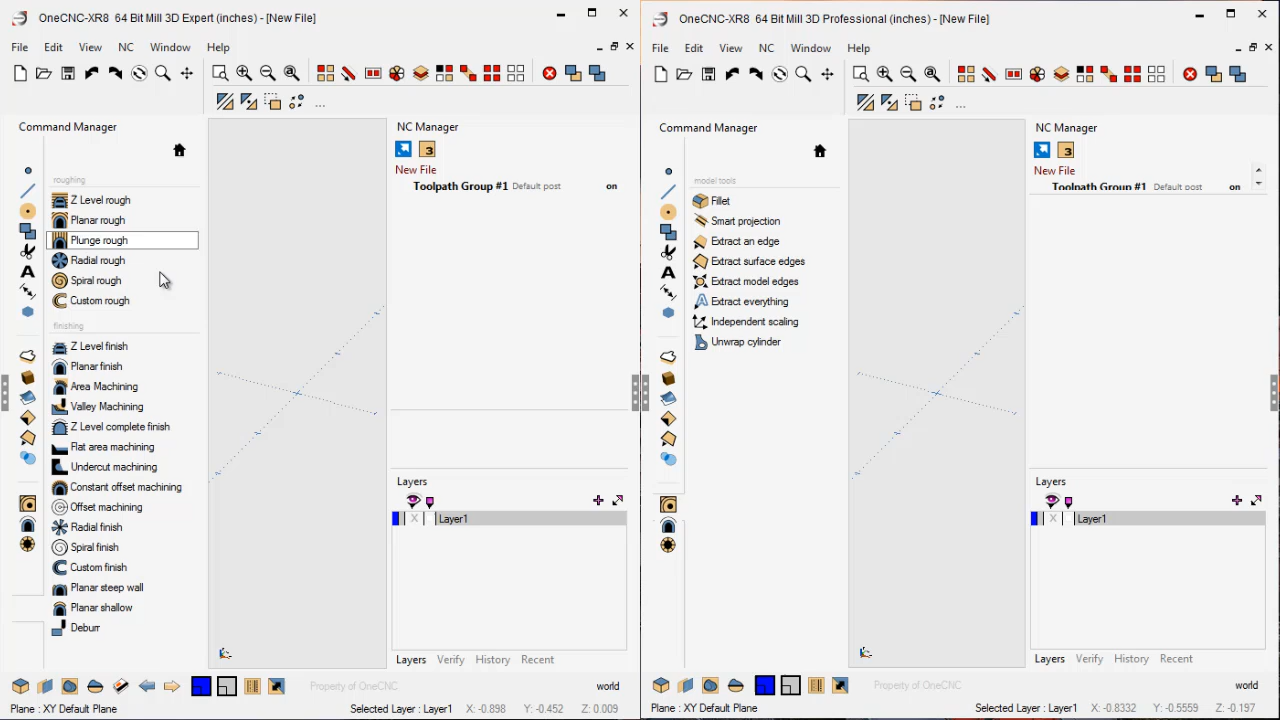 OneCNC-XR8 64 Bit Mill 3D Expert (inches) - [New File]
File Edit View NC Window Help
...
Command Manager
roughing
Z Level rough
Planar rough
Plunge rough
Radial rough
Spiral rough
Custom rough
finishing
Z Level finish
Planar finish
Area Machining
Valley Machining
Z Level complete finish
Flat area machining
Undercut machining
Constant offset machining
Offset machining
Radial finish
Spiral finish
Custom finish
Planar steep wall
Planar shallow
Deburr
NC Manager
3
New File
Toolpath Group #1 Default post on
Layers
X Layer1
Layers Verify History Recent
Property of OneCNC
world
Plane : XY Default Plane
Selected Layer : Layer1 X: -0.898 Y: -0.452 Z: 0.009
OneCNC-XR8 64 Bit Mill 3D Professional (inches) - [New File]
File Edit View NC Window Help
...
Command Manager
model tools
Fillet
Smart projection
Extract an edge
Extract surface edges
Extract model edges
Extract everything
Independent scaling
Unwrap cylinder
NC Manager
3
New File
Toolpath Group #1 Default post on
Layers
X Layer1
Layers Verify History Recent
Property of OneCNC
world
Plane : XY Default Plane
Selected Layer : Layer1 X: -0.8332 Y: -0.5559 Z: -0.197